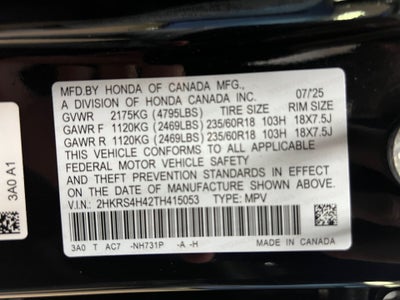 MFD.BY HONDA OF CANADA MFG.,
A DIVISION OF HONDA CANADA INC. 07/'25
GVWR 2175KG (4795LBS) TIRE SIZE RIM SIZE
GAWR F 1120KG (2469LBS) 235/60R18 103H 18X7.5J
GAWR R 1120KG (2469LBS) 235/60R18 103H 18X7.5J
THIS VEHICLE CONFORMS TO ALL APPLICABLE
FEDERAL MOTOR VEHICLE SAFETY
AND THEFT PREVENTION STANDARDS IN EFFECT ON
THE DATE OF MANUFACTURE SHOWN ABOVE.
V.I.N: 2HKRS4H42TH415053 TYPE: MPV
3A0 T AC7 -NH731P -A -H MADE IN CANADA
3A0 A1